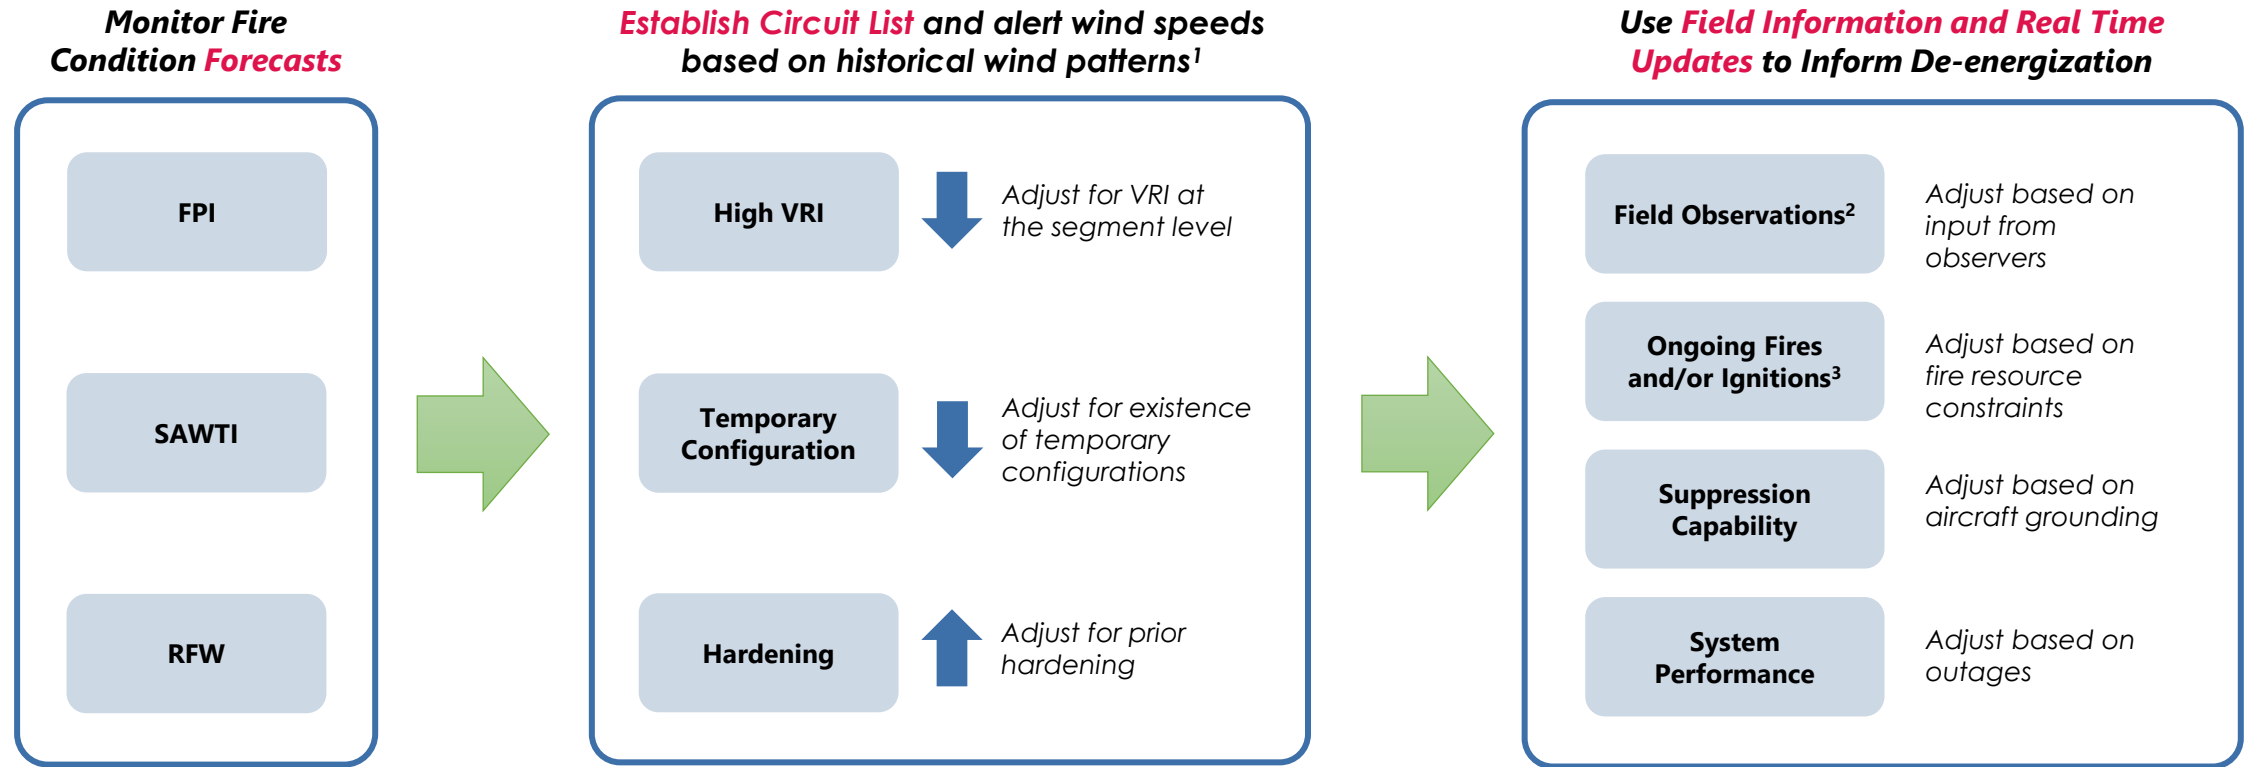 Monitor Fire
Condition Forecasts
FPI
SAWTI
RFW
Establish Circuit List and alert wind speeds
based on historical wind patterns¹
High VRI
Adjust for VRI at
the segment level
Temporary
Configuration
Adjust for existence
of temporary
configurations
Hardening
Adjust for prior
hardening
Use Field Information and Real Time
Updates to Inform De-energization
Field Observations²
Adjust based on
input from
observers
Ongoing Fires
and/or Ignitions³
Adjust based on
fire resource
constraints
Suppression
Capability
Adjust based on
aircraft grounding
System
Performance
Adjust based on
outages